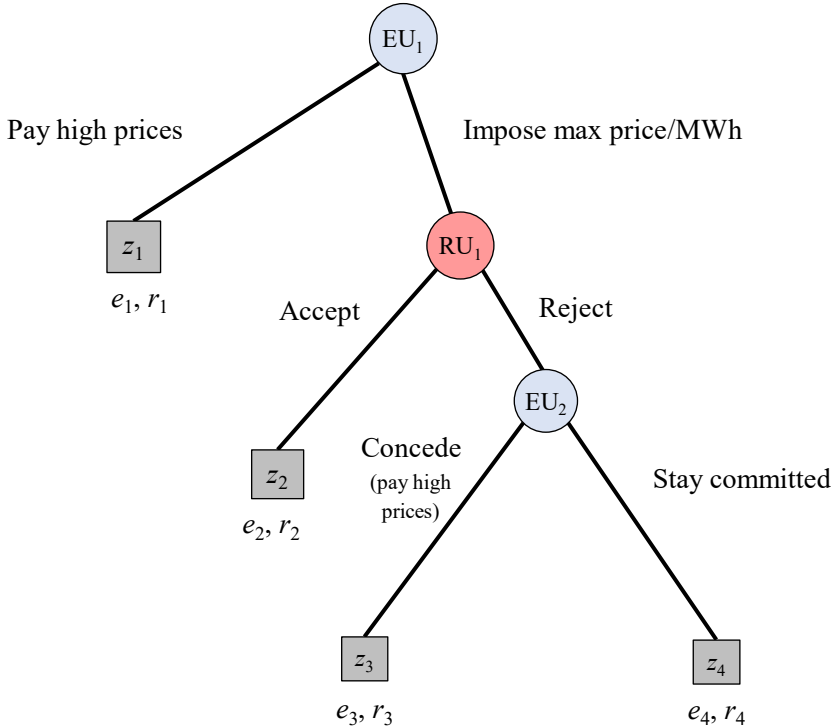 EU₁
Pay high prices
Impose max price/MWh
z₁
RU₁
e₁, r₁
Accept
Reject
EU₂
Concede
(pay high
prices)
Stay committed
z₂
e₂, r₂
z₃
z₄
e₃, r₃
e₄, r₄